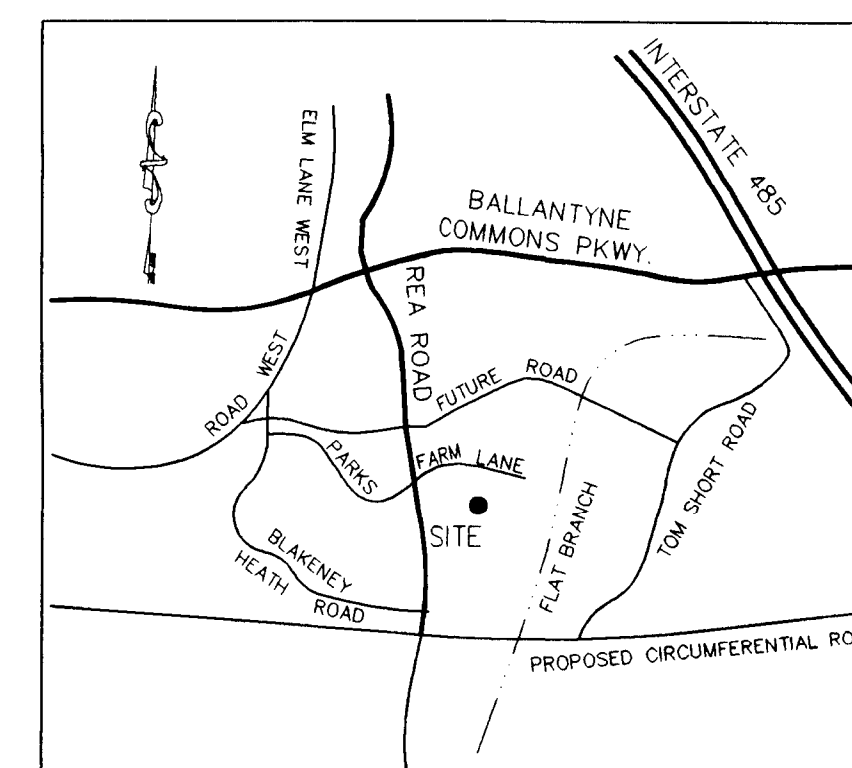 INTERSTATE 485
ELM LANE WEST
BALLANTYNE
COMMONS PKWY.
REA ROAD
ROAD WEST
FUTURE ROAD
PARKS FARM LANE
TOM SHORT ROAD
SITE
FLAT BRANCH
BLAKENEY
HEATH ROAD
PROPOSED CIRCUMFERENTIAL RO